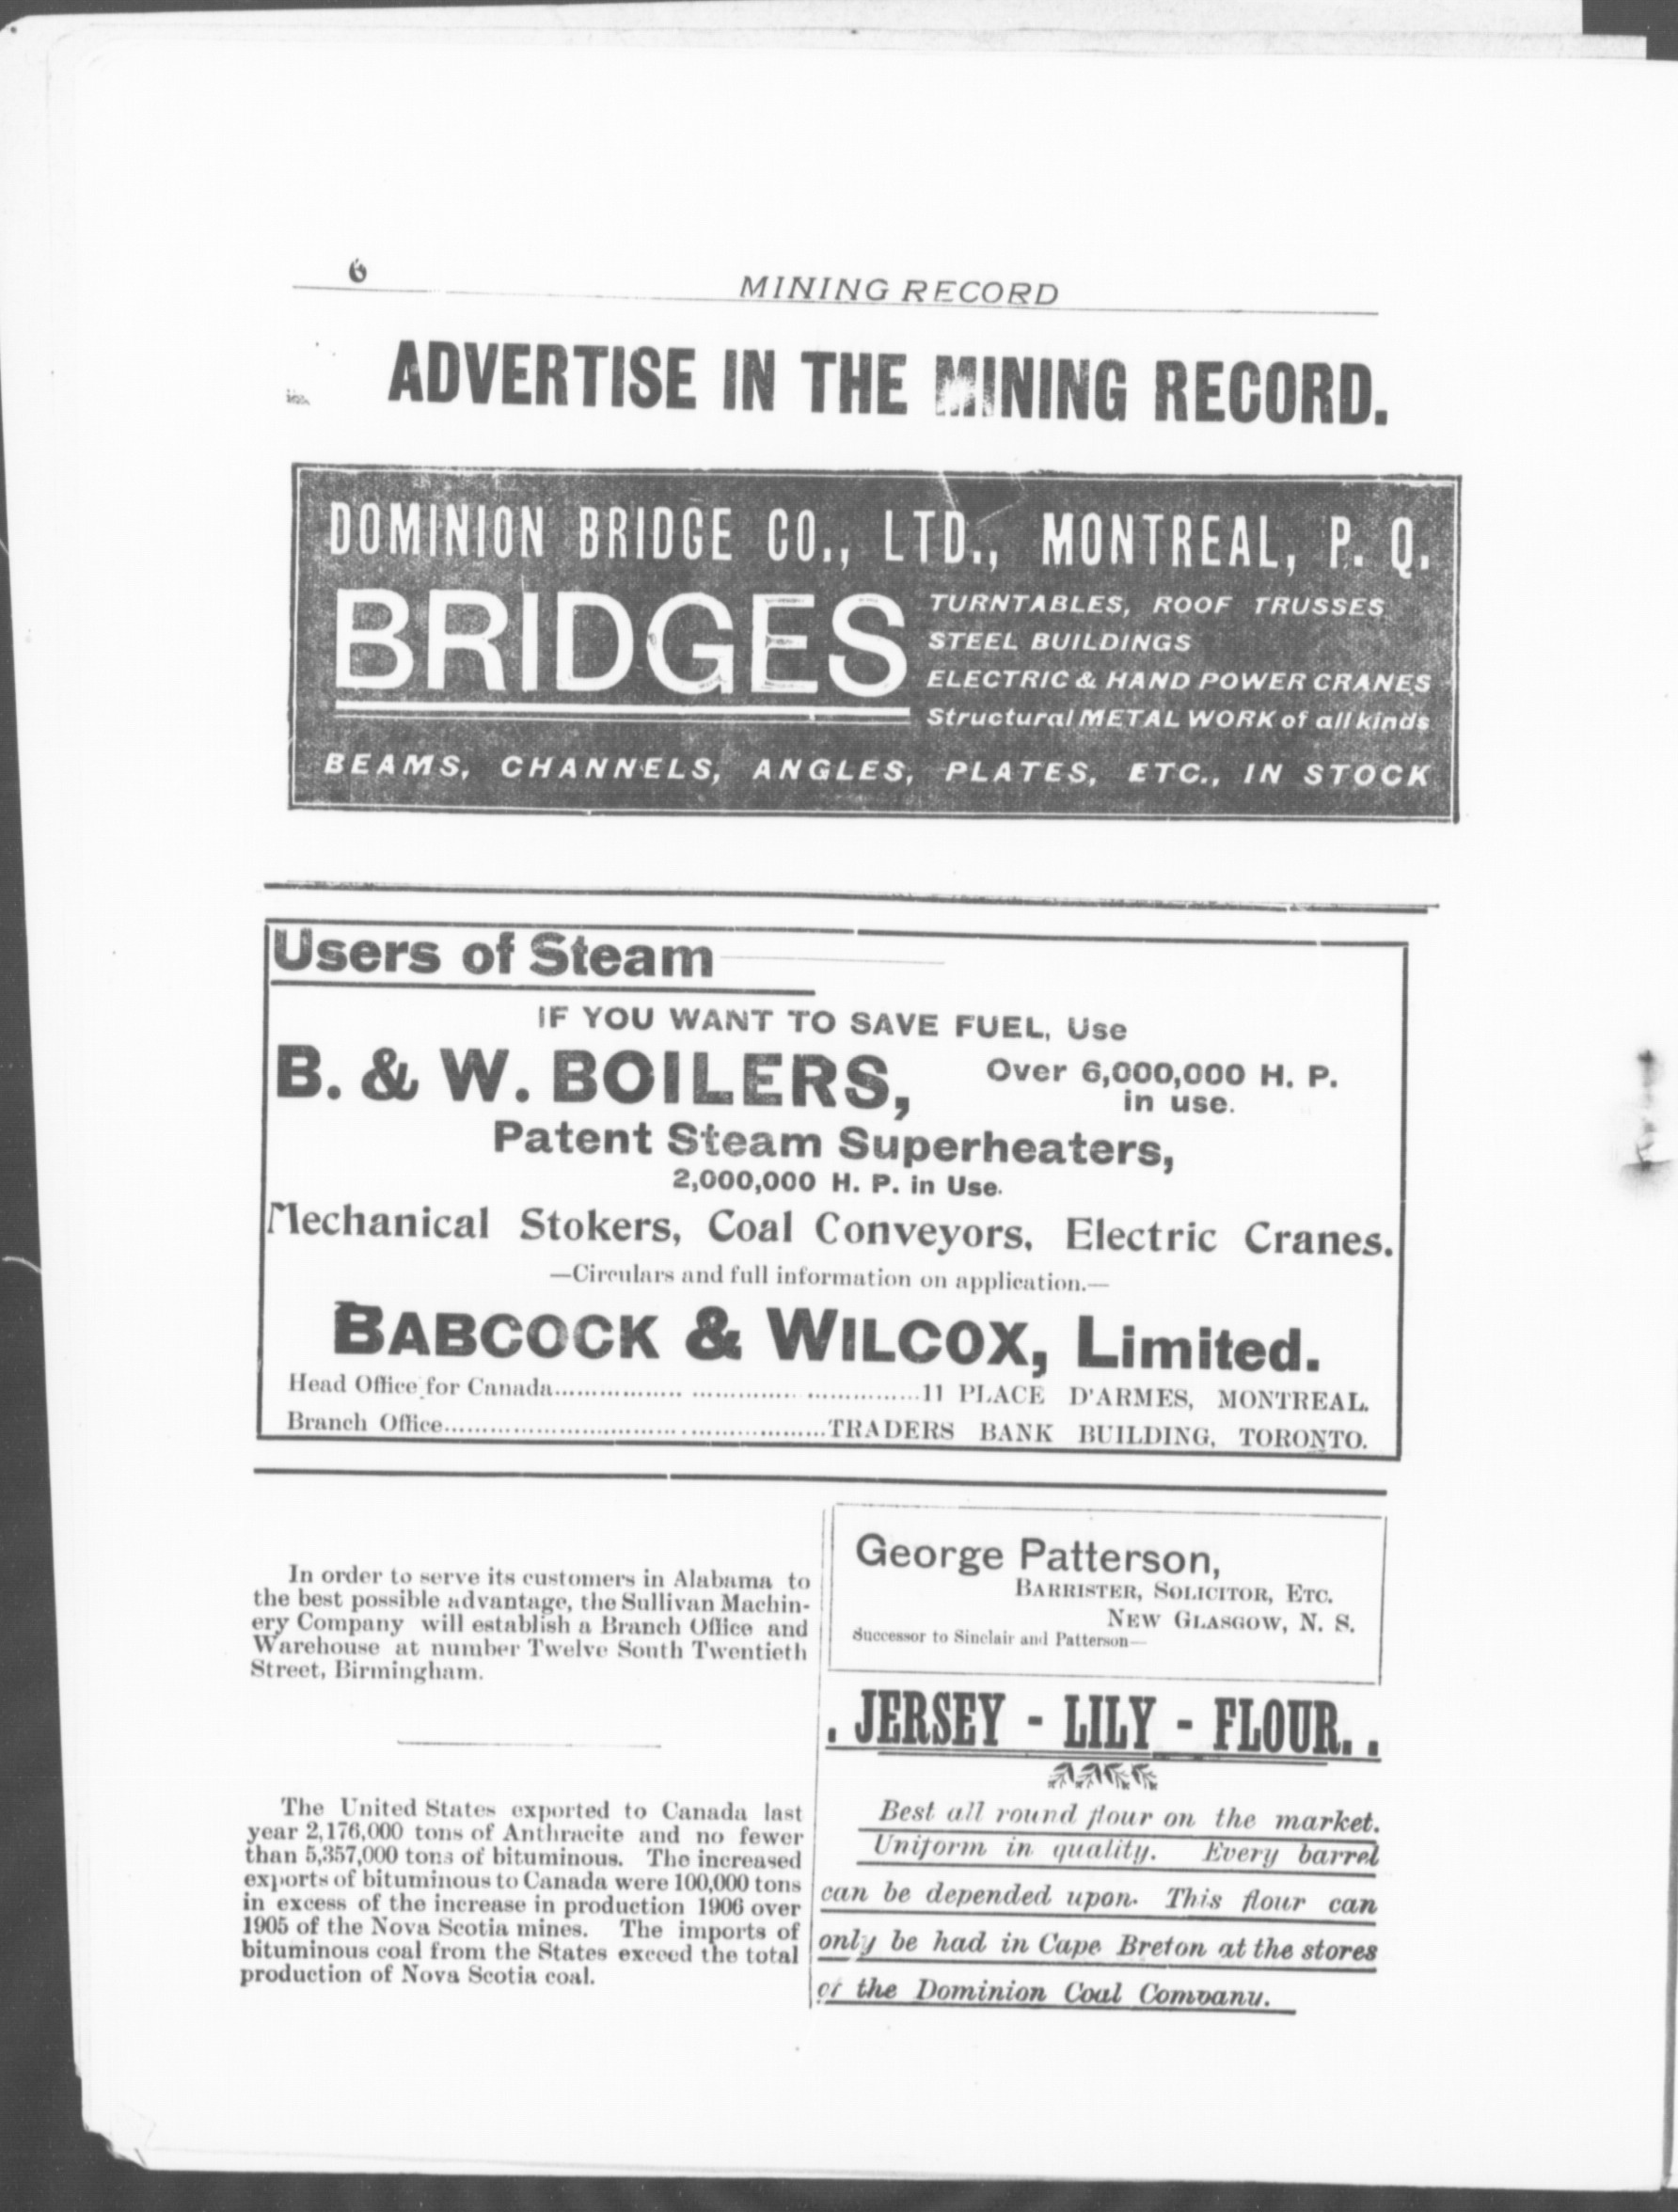 6
MINING RECORD
ADVERTISE IN THE MINING RECORD.
DOMINION BRIDGE CO., LTD., MONTREAL, P. Q.
BRIDGES
TURNTABLES, ROOF TRUSSES
STEEL BUILDINGS
ELECTRIC & HAND POWER CRANES
Structural METAL WORK of all kinds
BEAMS, CHANNELS, ANGLES, PLATES, ETC., IN STOCK
Users of Steam
IF YOU WANT TO SAVE FUEL, Use
B. & W. BOILERS,
Over 6,000,000 H. P.
in use.
Patent Steam Superheaters,
2,000,000 H. P. in Use.
Mechanical Stokers, Coal Conveyors, Electric Cranes.
—Circulars and full information on application.—
BABCOCK & WILCOX, Limited.
Head Office for Canada................. .............. ...............11 PLACE D'ARMES, MONTREAL.
Branch Office...................................................TRADERS BANK BUILDING, TORONTO.
In order to serve its customers in Alabama to
the best possible advantage, the Sullivan Machin-
ery Company will establish a Branch Office and
Warehouse at number Twelve South Twentieth
Street, Birmingham.
The United States exported to Canada last
year 2,176,000 tons of Anthracite and no fewer
than 5,357,000 tons of bituminous. The increased
exports of bituminous to Canada were 100,000 tons
in excess of the increase in production 1906 over
1905 of the Nova Scotia mines. The imports of
bituminous coal from the States exceed the total
production of Nova Scotia coal.
George Patterson,
BARRISTER, SOLICITOR, ETC.
NEW GLASGOW, N. S.
Successor to Sinclair and Patterson—
. JERSEY - LILY - FLOUR. .
Best all round flour on the market.
Uniform in quality. Every barrel
can be depended upon. This flour can
only be had in Cape Breton at the stores
of the Dominion Coal Company.